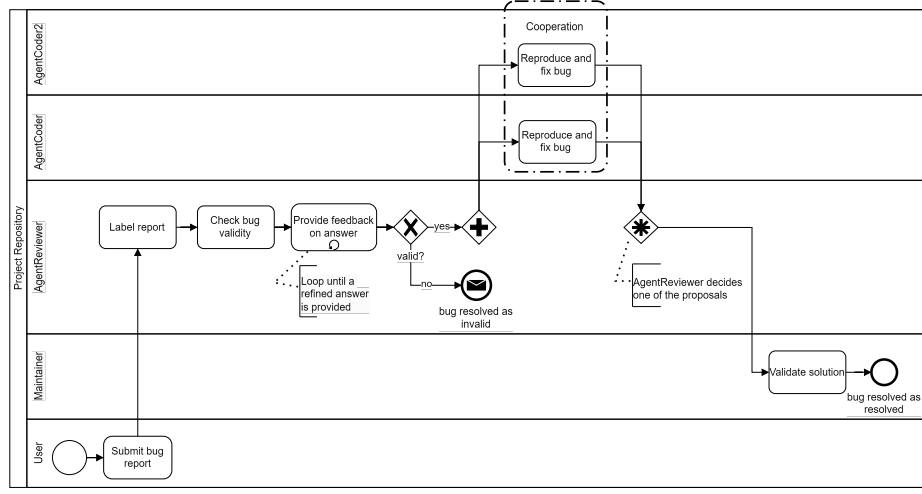 Project Repository
AgentCoder2
Cooperation
Reproduce and
fix bug
AgentCoder
Reproduce and
fix bug
AgentReviewer
Label report
Check bug
validity
Provide feedback
on answer
Loop until a
refined answer
is provided
valid?
yes
no
bug resolved as
invalid
AgentReviewer decides
one of the proposals
Maintainer
Validate solution
bug resolved as
resolved
User
Submit bug
report